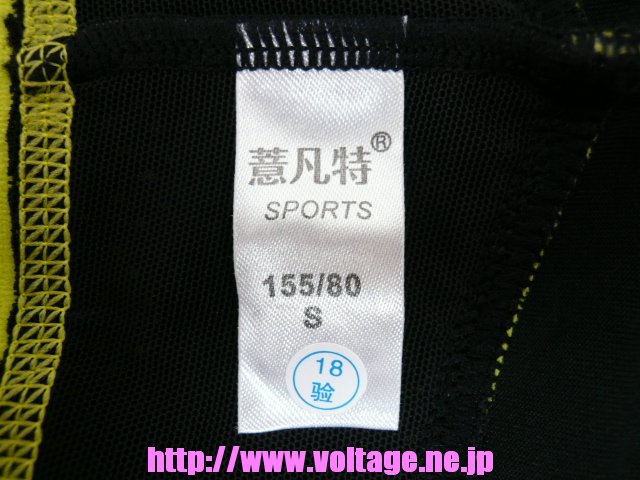 薏凡特®
SPORTS
155/80
S
18
验
http://www.voltage.ne.jp